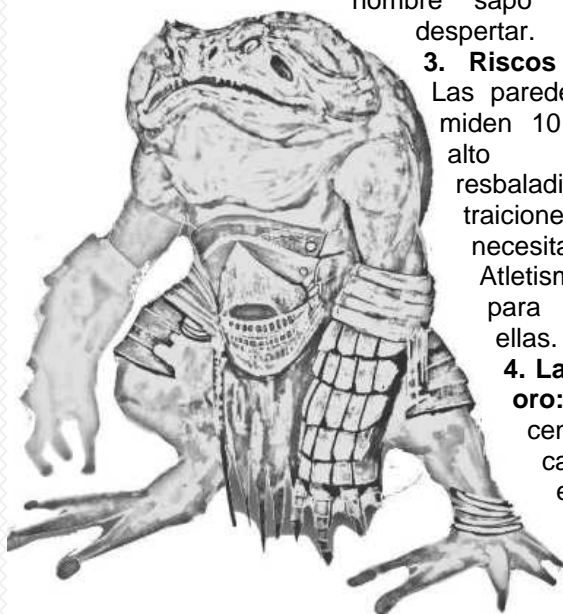 hombre sapo
despertar.
3. Riscos
Las parede
miden 10
alto
resbaladi
traicione
necesita
Atletism
para
ellas.
4. La
oro:
cen
ca
e